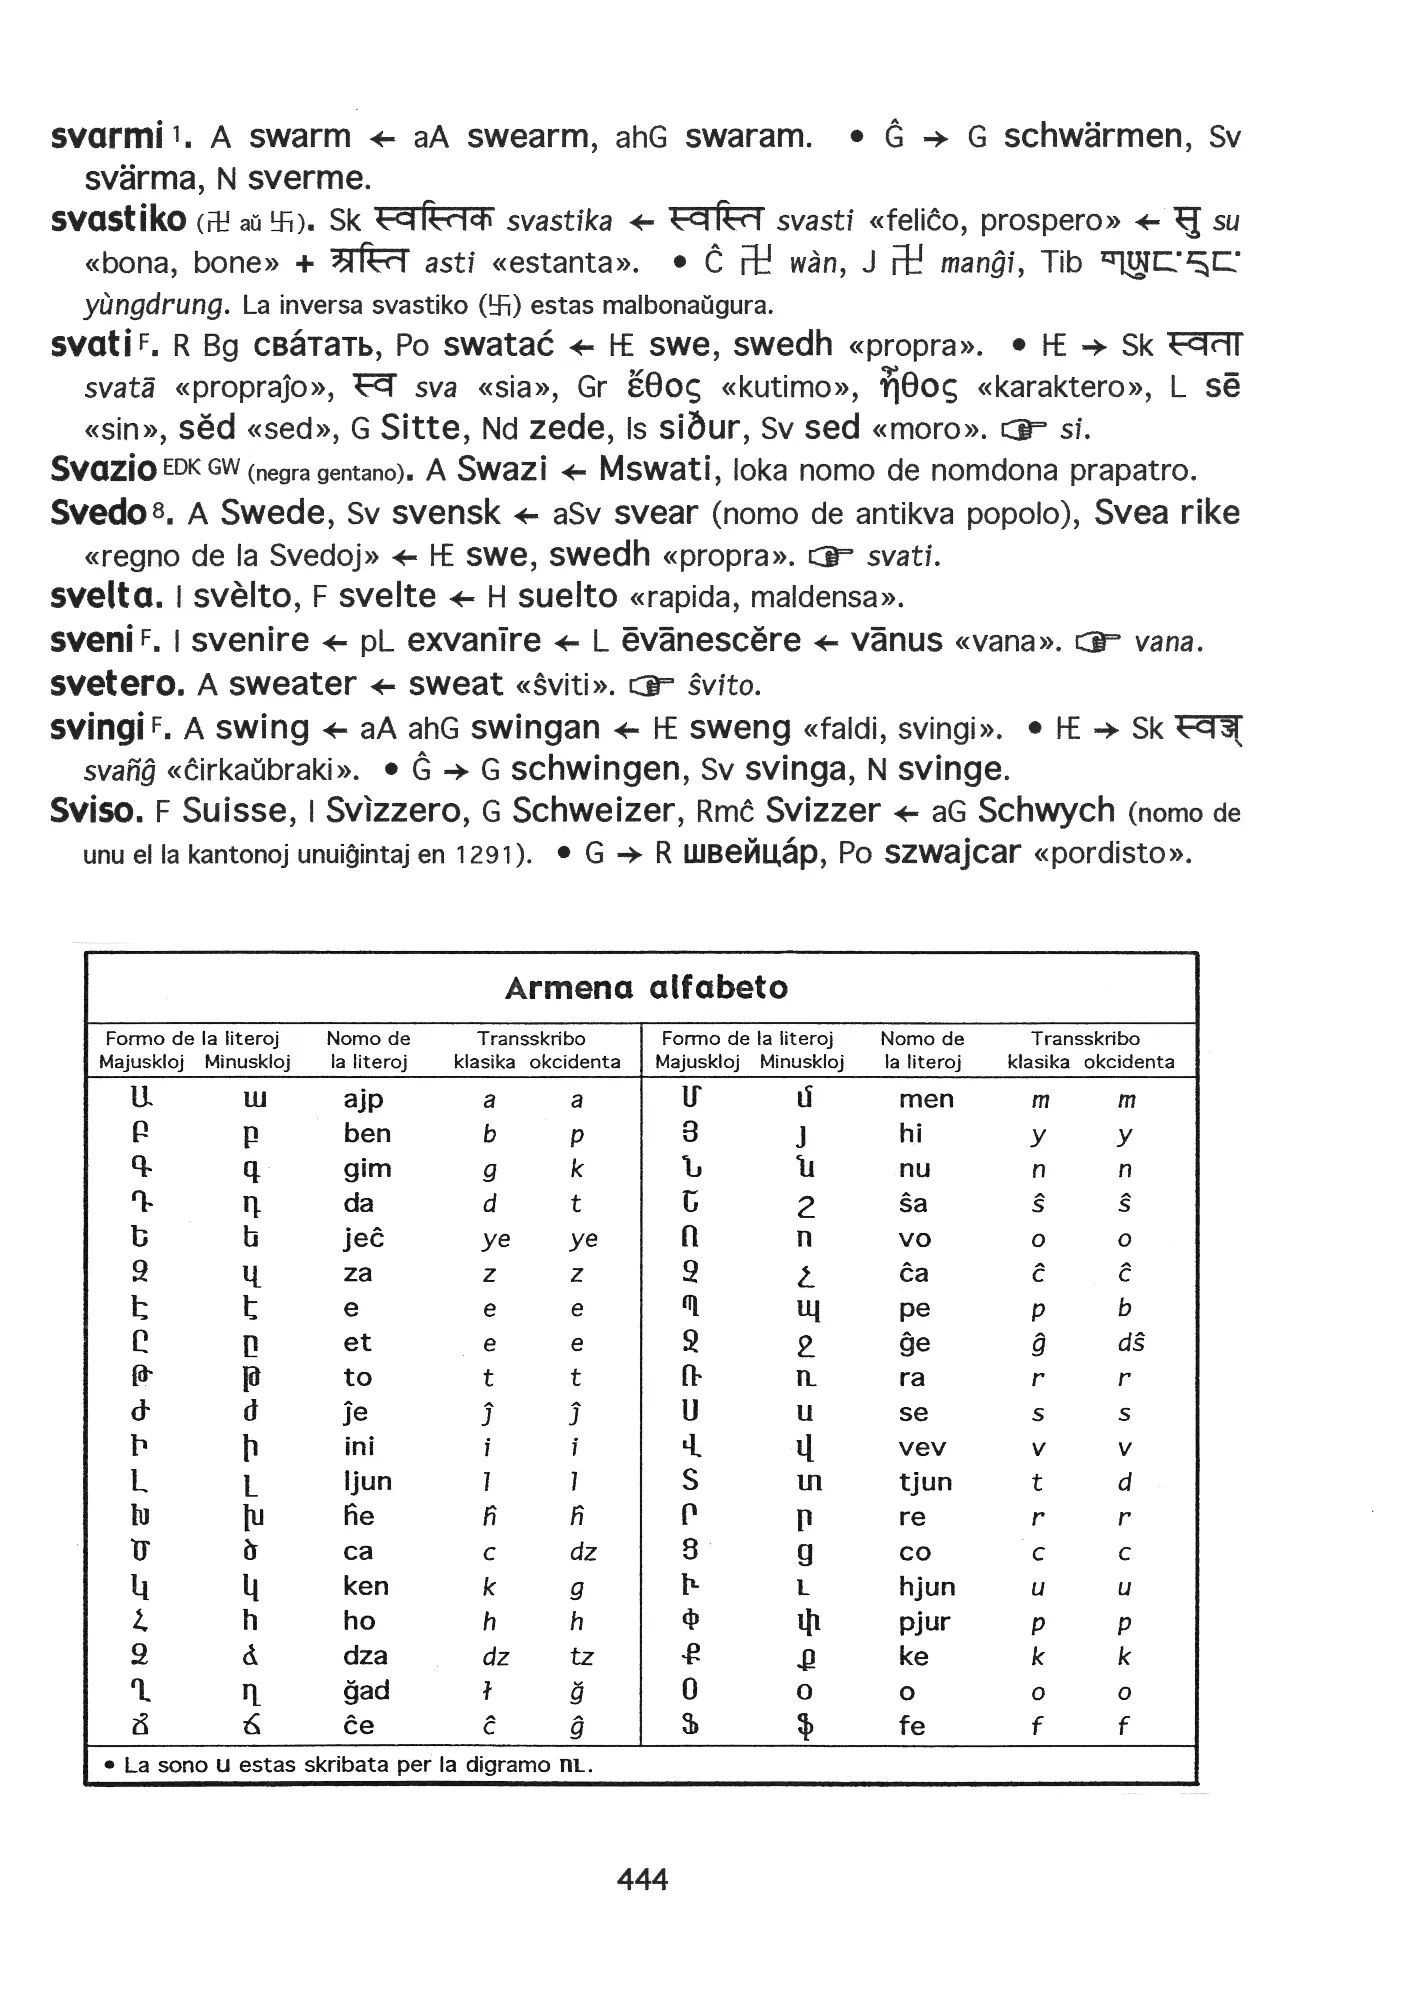 svarmi 1. A swarm ← aA swearm, ahG swaram. • Ĝ → G schwärmen, Sv
svärma, N sverme.
svastiko (卍 aŭ 卐). Sk स्वस्तिक svastika ← स्वस्ति svasti «feliĉo, prospero» ← सु su
«bona, bone» + अस्ति asti «estanta». • Ĉ 卍 wàn, J 卍 manĝi, Tib གཡུང་དྲུང་
yùngdrung. La inversa svastiko (卐) estas malbonaŭgura.
svati F. R Bg свáтать, Po swatać ← IE swe, swedh «propra». • IE → Sk स्वता
svatā «propraĵo», स्व sva «sia», Gr ἔθος «kutimo», ἦθος «karaktero», L sē
«sin», sĕd «sed», G Sitte, Nd zede, Is siður, Sv sed «moro». ☞ si.
Svazio EDK GW (negra gentano). A Swazi ← Mswati, loka nomo de nomdona prapatro.
Svedo 8. A Swede, Sv svensk ← aSv svear (nomo de antikva popolo), Svea rike
«regno de la Svedoj» ← IE swe, swedh «propra». ☞ svati.
svelta. I svèlto, F svelte ← H suelto «rapida, maldensa».
sveni F. I svenire ← pL exvanīre ← L ēvānescĕre ← vānus «vana». ☞ vana.
svetero. A sweater ← sweat «ŝviti». ☞ ŝvito.
svingi F. A swing ← aA ahG swingan ← IE sweng «faldi, svingi». • IE → Sk स्वञ्ज्
svañĝ «ĉirkaŭbraki». • Ĝ → G schwingen, Sv svinga, N svinge.
Sviso. F Suisse, I Svìzzero, G Schweizer, Rmĉ Svizzer ← aG Schwych (nomo de
unu el la kantonoj unuiĝintaj en 1291). • G → R швейцáр, Po szwajcar «pordisto».
Armena alfabeto
Formo de la literoj Nomo de Transskribo Formo de la literoj Nomo de Transskribo
Majuskloj Minuskloj la literoj klasika okcidenta Majuskloj Minuskloj la literoj klasika okcidenta
Ա ա ajp a a Մ մ men m m
Բ բ ben b p Յ յ hi y y
Գ գ gim g k Ն ն nu n n
Դ դ da d t Շ շ ŝa ŝ ŝ
Ե ե jeĉ ye ye Ո ո vo o o
Զ զ za z z Չ չ ĉa ĉ ĉ
Է է e e e Պ պ pe p b
Ը ը et e e Ջ ջ ĝe ĝ dŝ
Թ թ to t t Ռ ռ ra r r
Ժ ժ ĵe ĵ ĵ Ս ս se s s
Ի ի ini i i Վ վ vev v v
Լ լ ljun l l Տ տ tjun t d
Խ խ ĥe ĥ ĥ Ր ր re r r
Ծ ծ ca c dz Ց ց co c c
Կ կ ken k g Ւ ւ hjun u u
Հ հ ho h h Փ փ pjur p p
Ձ ձ dza dz tz Ք ք ke k k
Ղ ղ ğad ł ğ Օ օ o o o
Ճ ճ ĉe ĉ ĝ Ֆ ֆ fe f f
• La sono u estas skribata per la digramo ու.
444